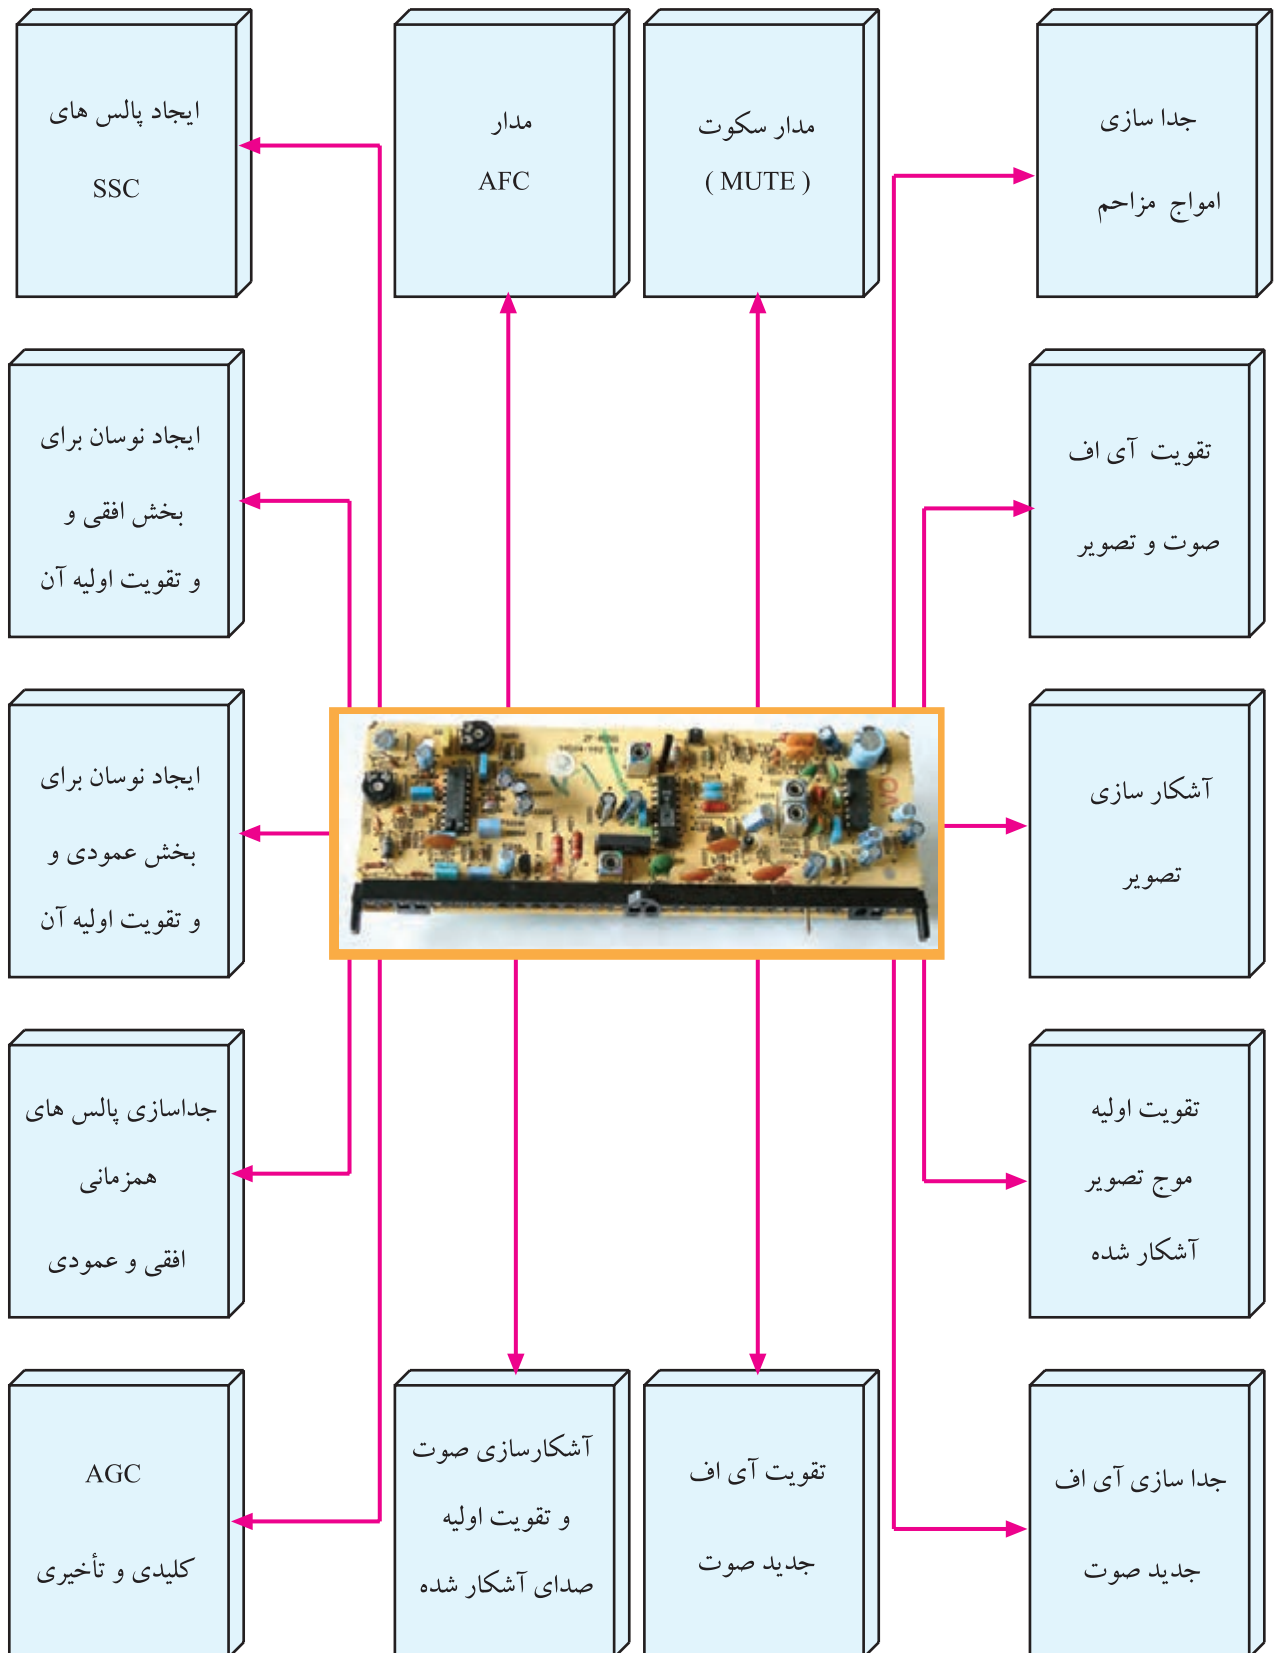 جدا سازی
امواج مزاحم
مدار سکوت
( MUTE )
مدار
AFC
ایجاد پالس های
SSC
تقویت آی اف
صوت و تصویر
ایجاد نوسان برای
بخش افقی و
و تقویت اولیه آن
آشکار سازی
تصویر
ایجاد نوسان برای
بخش عمودی و
و تقویت اولیه آن
تقویت اولیه
موج تصویر
آشکار شده
جداسازی پالس های
همزمانی
افقی و عمودی
جدا سازی آی اف
جدید صوت
تقویت آی اف
جدید صوت
آشکارسازی صوت
و تقویت اولیه
صدای آشکار شده
AGC
کلیدی و تأخیری